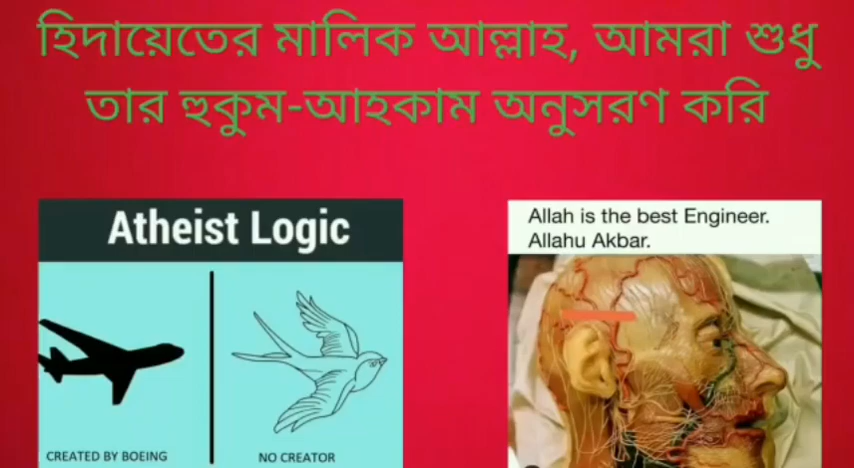 হিদায়েতের মালিক আল্লাহ, আমরা শুধু
তার হুকুম-আহকাম অনুসরণ করি
Atheist Logic
CREATED BY BOEING
NO CREATOR
Allah is the best Engineer.
Allahu Akbar.